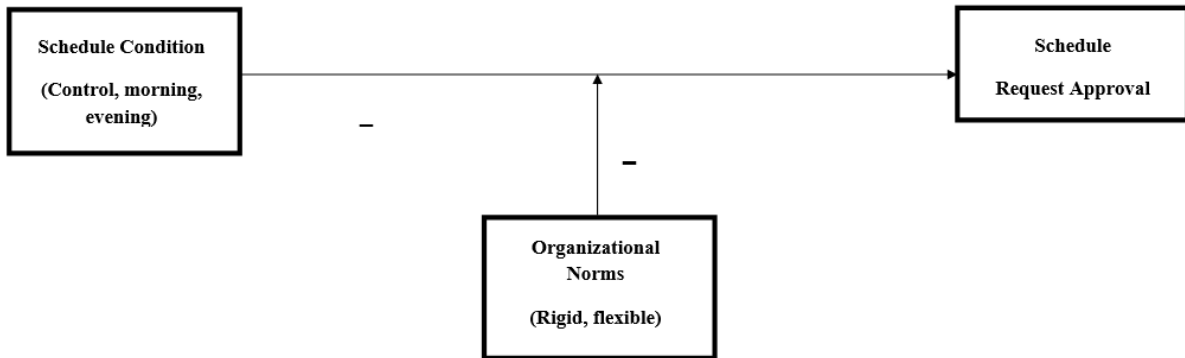 Schedule Condition
(Control, morning,
evening)
Schedule
Request Approval
–
–
Organizational
Norms
(Rigid, flexible)